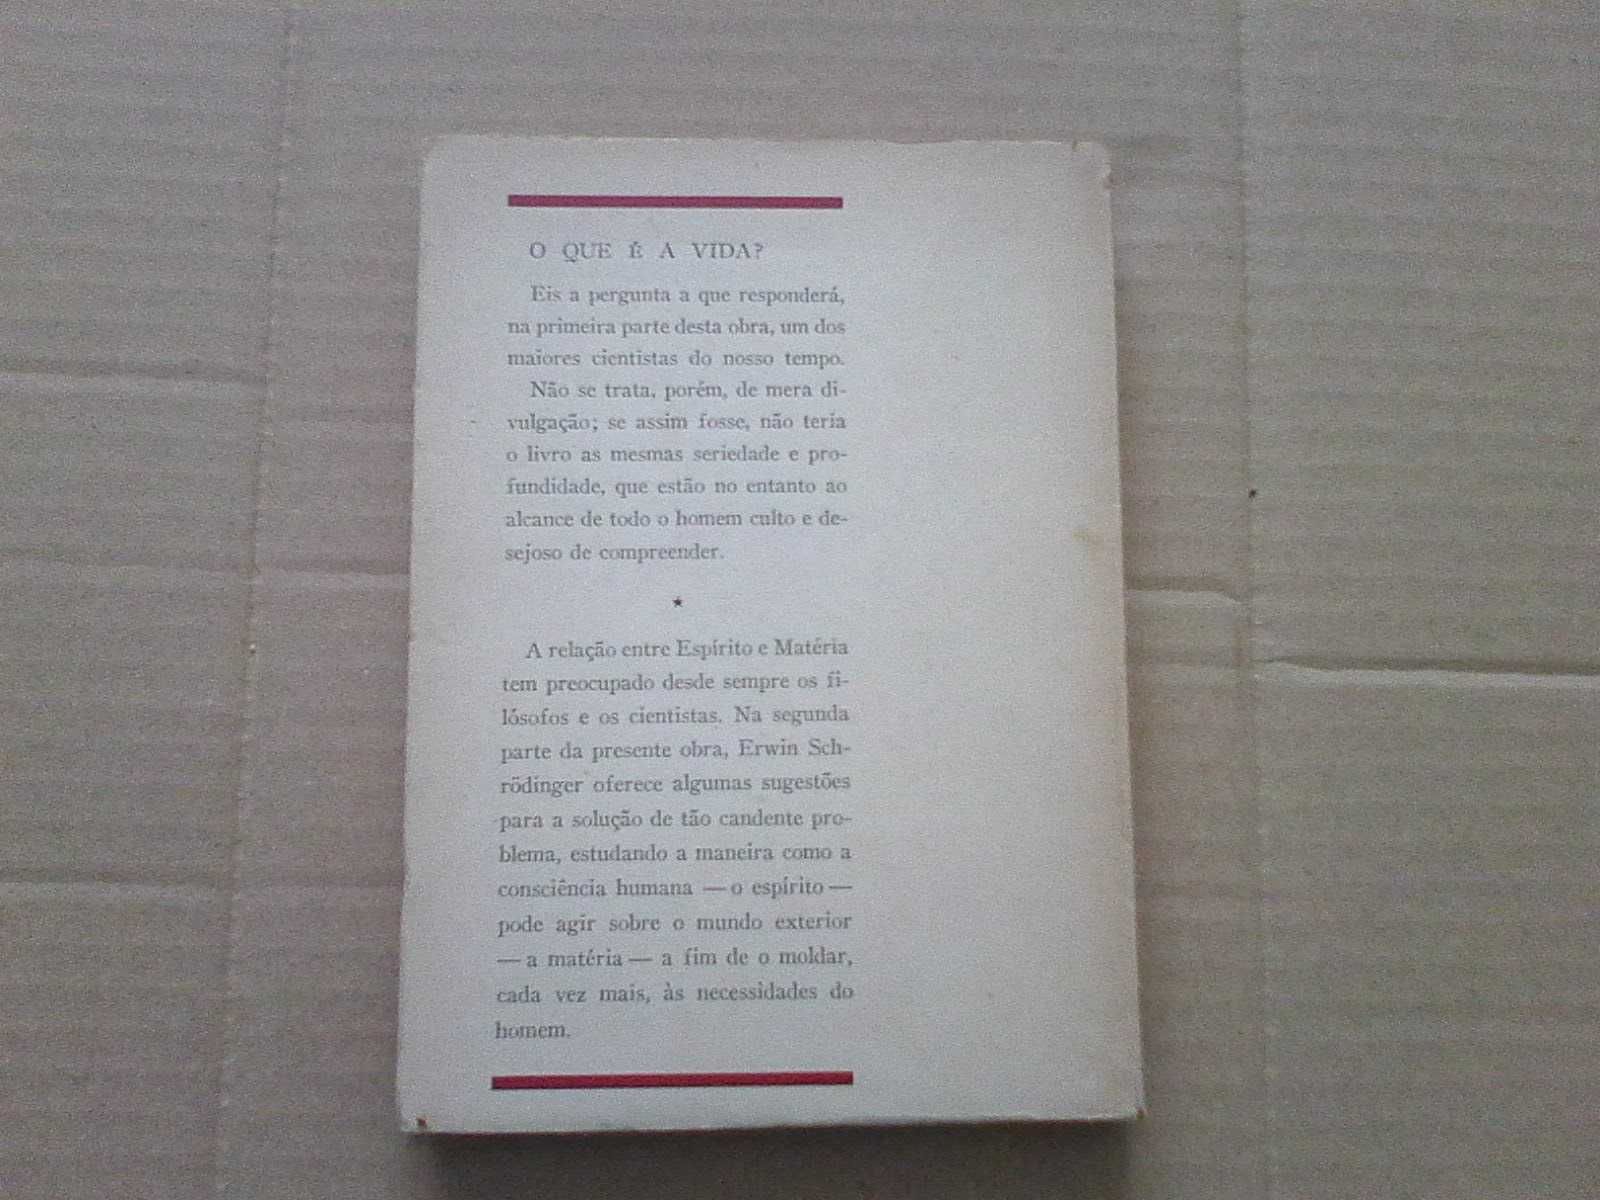 O QUE É A VIDA?
Eis a pergunta a que responderá,
na primeira parte desta obra, um dos
maiores cientistas do nosso tempo.
Não se trata, porém, de mera di-
vulgação; se assim fosse, não teria
o livro as mesmas seriedade e pro-
fundidade, que estão no entanto ao
alcance de todo o homem culto e de-
sejoso de compreender.
★
A relação entre Espírito e Matéria
tem preocupado desde sempre os fi-
lósofos e os cientistas. Na segunda
parte da presente obra, Erwin Sch-
rödinger oferece algumas sugestões
para a solução de tão candente pro-
blema, estudando a maneira como a
consciência humana — o espírito —
pode agir sobre o mundo exterior
— a matéria — a fim de o moldar,
cada vez mais, às necessidades do
homem.